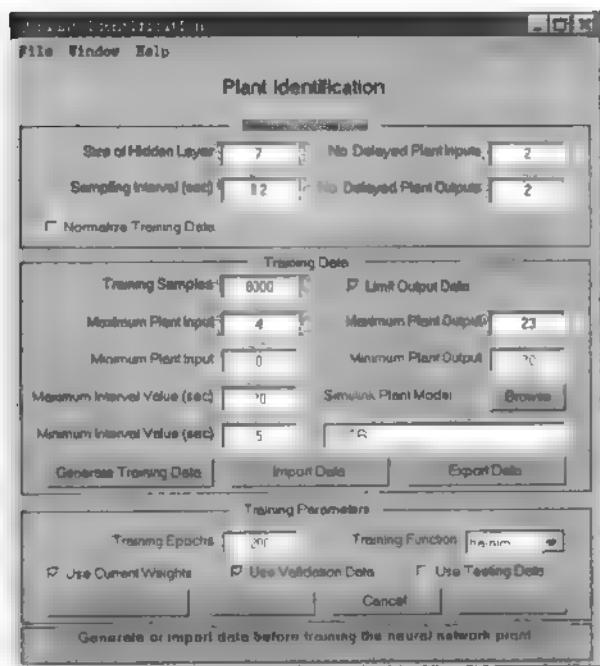 File Window Help
Plant Identification
Size of Hidden Layer 7 No. Delayed Plant Inputs 2
Sampling Interval (sec) No. Delayed Plant Outputs 2
Normalize Training Data
Training Data
Training Samples 8000 Limit Output Data
Maximum Plant Input 4 Maximum Plant Output 23
Minimum Plant Input 0 Minimum Plant Output
Maximum Interval Value (sec) Simulink Plant Model Browse
Minimum Interval Value (sec) 5
Generate Training Data Import Data Export Data
Training Parameters
Training Epochs Training Function
Use Current Weights Use Validation Data Use Testing Data
Cancel
Generate or import data before training the neural network plant